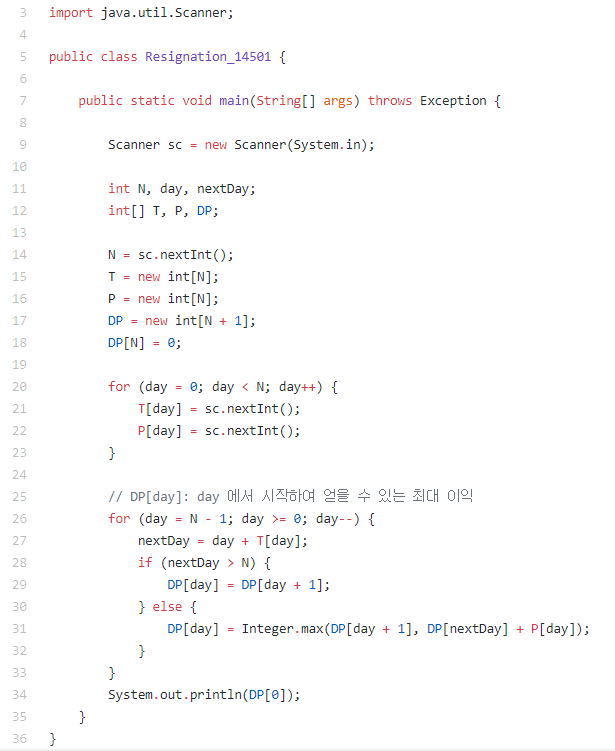 3 import java.util.Scanner;
4
5 public class Resignation_14501 {
6
7     public static void main(String[] args) throws Exception {
8
9         Scanner sc = new Scanner(System.in);
10
11         int N, day, nextDay;
12         int[] T, P, DP;
13
14         N = sc.nextInt();
15         T = new int[N];
16         P = new int[N];
17         DP = new int[N + 1];
18         DP[N] = 0;
19
20         for (day = 0; day < N; day++) {
21             T[day] = sc.nextInt();
22             P[day] = sc.nextInt();
23         }
24
25         // DP[day]: day 에서 시작하여 얻을 수 있는 최대 이익
26         for (day = N - 1; day >= 0; day--) {
27             nextDay = day + T[day];
28             if (nextDay > N) {
29                 DP[day] = DP[day + 1];
30             } else {
31                 DP[day] = Integer.max(DP[day + 1], DP[nextDay] + P[day]);
32             }
33         }
34         System.out.println(DP[0]);
35     }
36 }